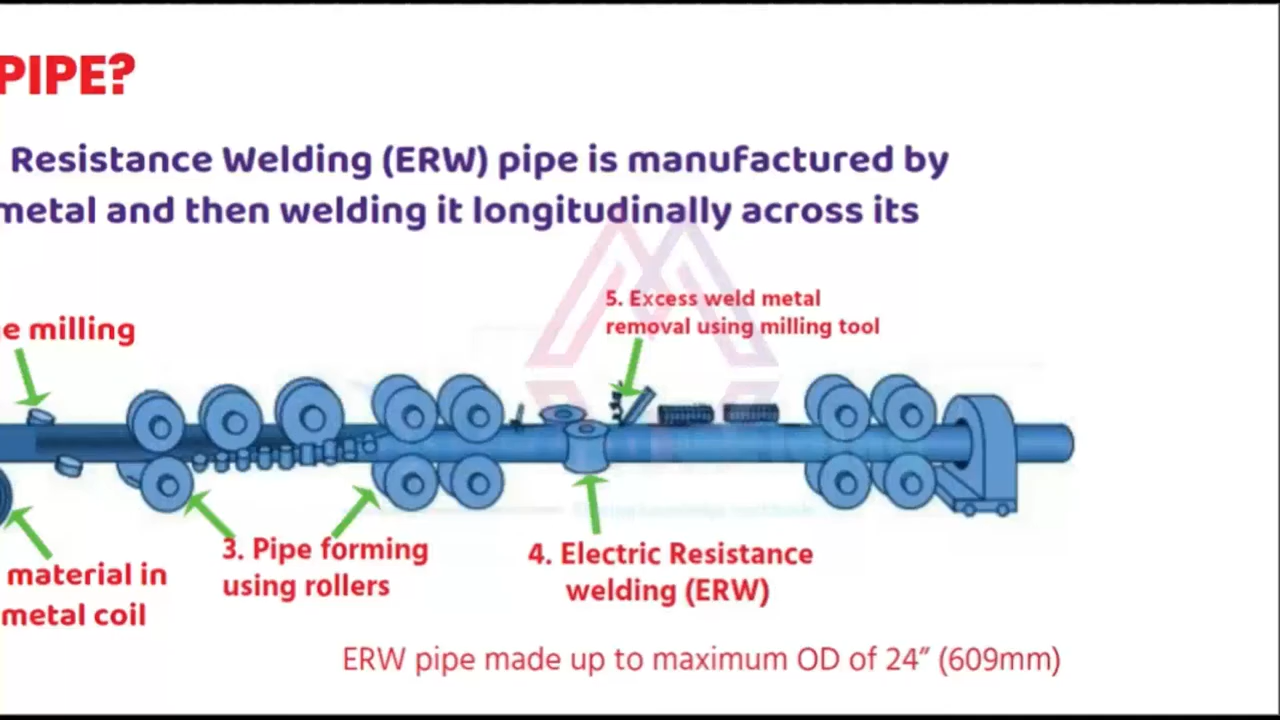 PIPE?
Resistance Welding (ERW) pipe is manufactured by
metal and then welding it longitudinally across its
5. Excess weld metal
removal using milling tool
e milling
3. Pipe forming
using rollers
4. Electric Resistance
welding (ERW)
material in
metal coil
ERW pipe made up to maximum OD of 24” (609mm)